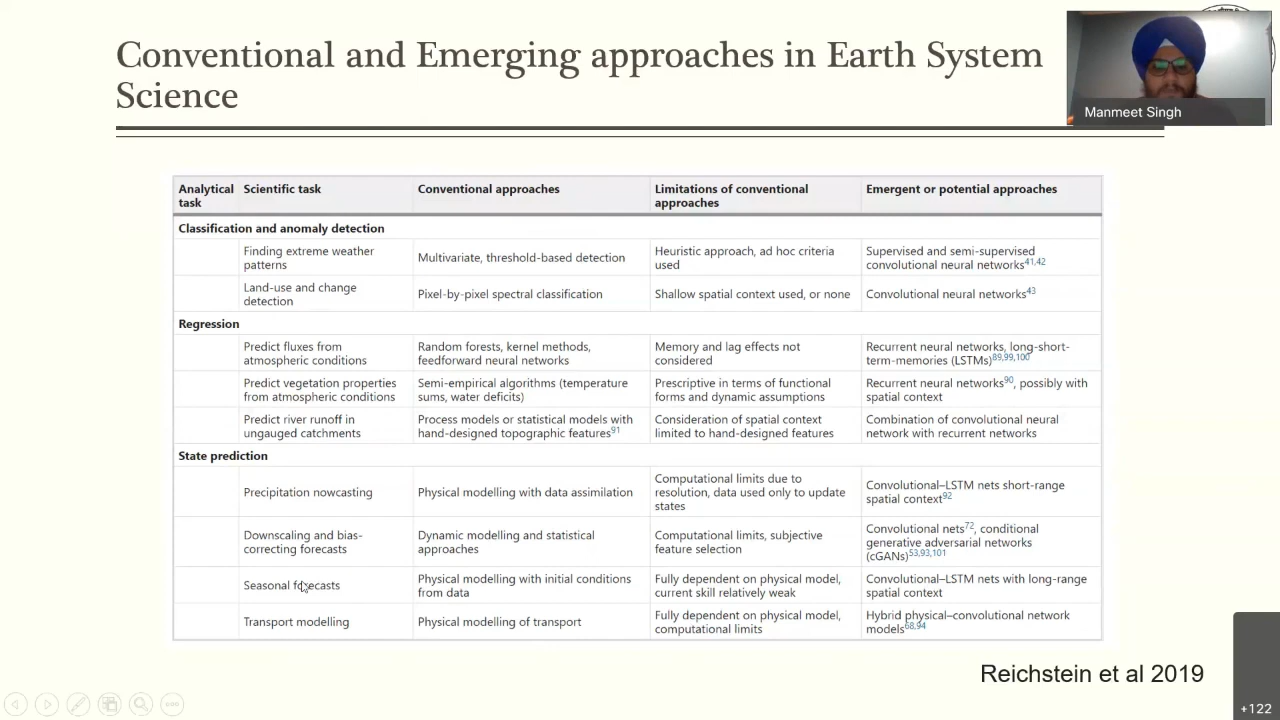 Conventional and Emerging approaches in Earth System
Science
Manmeet Singh
Analytical
task
Scientific task
Conventional approaches
Limitations of conventional
approaches
Emergent or potential approaches
Classification and anomaly detection
Finding extreme weather
patterns
Multivariate, threshold-based detection
Heuristic approach, ad hoc criteria
used
Supervised and semi-supervised
convolutional neural networks41,42
Land-use and change
detection
Pixel-by-pixel spectral classification
Shallow spatial context used, or none
Convolutional neural networks43
Regression
Predict fluxes from
atmospheric conditions
Random forests, kernel methods,
feedforward neural networks
Memory and lag effects not
considered
Recurrent neural networks, long-short-
term-memories (LSTMs)89,99,100
Predict vegetation properties
from atmospheric conditions
Semi-empirical algorithms (temperature
sums, water deficits)
Prescriptive in terms of functional
forms and dynamic assumptions
Recurrent neural networks90, possibly with
spatial context
Predict river runoff in
ungauged catchments
Process models or statistical models with
hand-designed topographic features91
Consideration of spatial context
limited to hand-designed features
Combination of convolutional neural
network with recurrent networks
State prediction
Precipitation nowcasting
Physical modelling with data assimilation
Computational limits due to
resolution, data used only to update
states
Convolutional–LSTM nets short-range
spatial context92
Downscaling and bias-
correcting forecasts
Dynamic modelling and statistical
approaches
Computational limits, subjective
feature selection
Convolutional nets72, conditional
generative adversarial networks
(cGANs)53,93,101
Seasonal forecasts
Physical modelling with initial conditions
from data
Fully dependent on physical model,
current skill relatively weak
Convolutional–LSTM nets with long-range
spatial context
Transport modelling
Physical modelling of transport
Fully dependent on physical model,
computational limits
Hybrid physical–convolutional network
models68,94
Reichstein et al 2019
+122